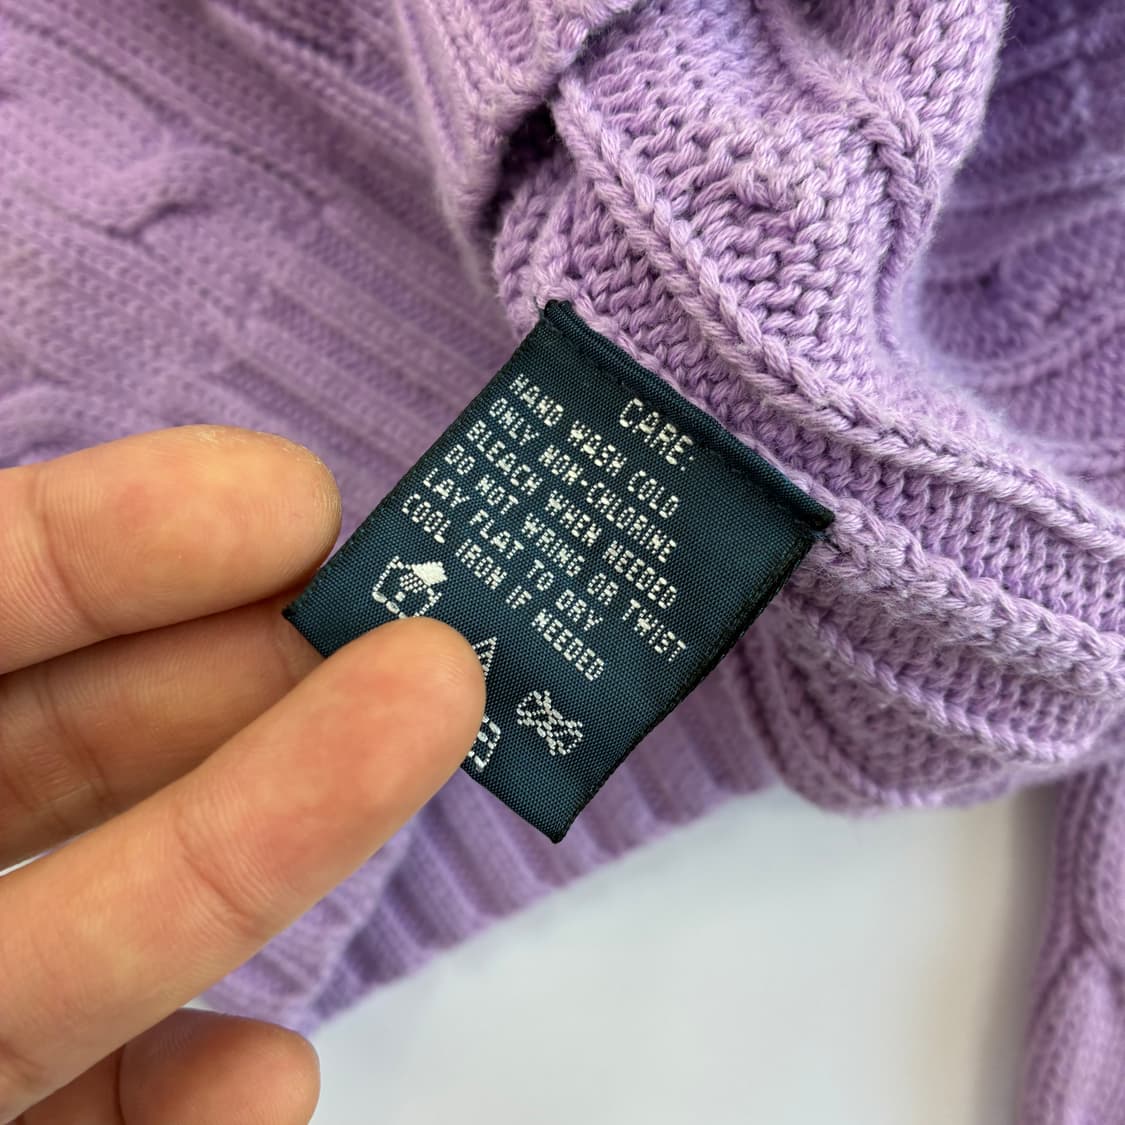 CARE:
HAND WASH COLD
ONLY NON-CHLORINE
BLEACH WHEN NEEDED
DO NOT WRING OR TWIST
LAY FLAT TO DRY
COOL IRON IF NEEDED